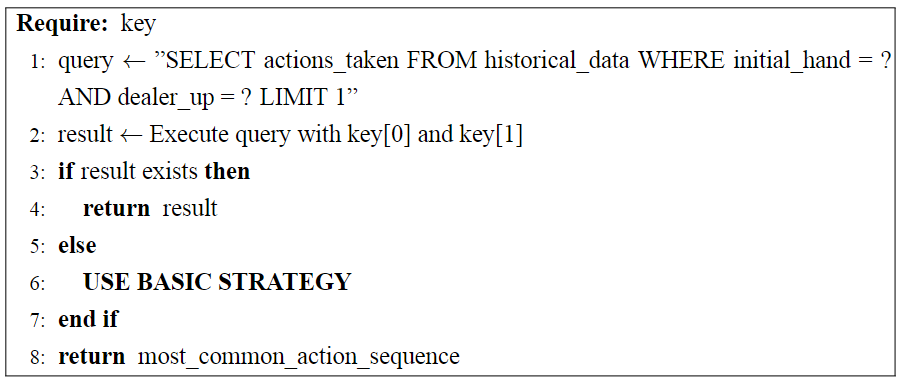 Require: key
1: query ← ”SELECT actions_taken FROM historical_data WHERE initial_hand = ?
AND dealer_up = ? LIMIT 1”
2: result ← Execute query with key[0] and key[1]
3: if result exists then
4: return result
5: else
6: USE BASIC STRATEGY
7: end if
8: return most_common_action_sequence